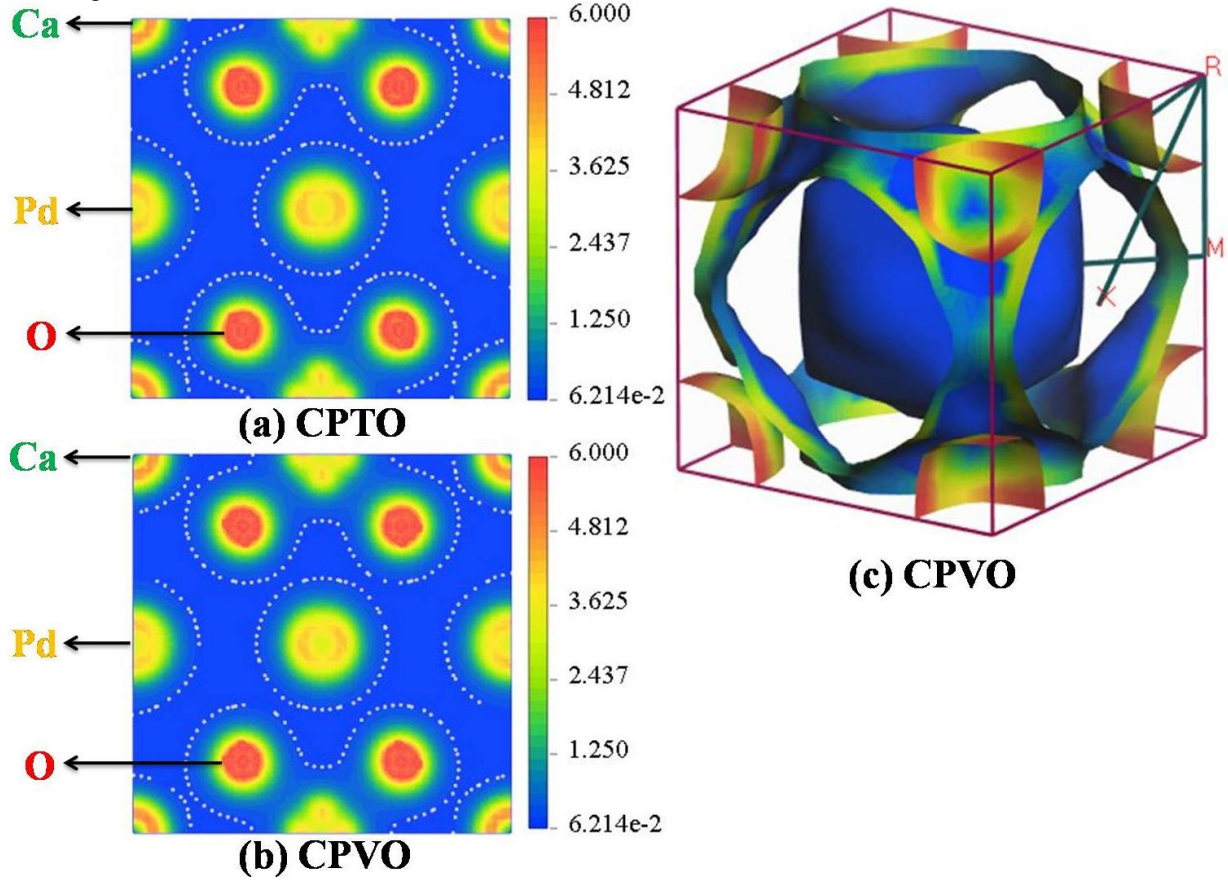 Ca
Pd
O
6.000
4.812
3.625
2.437
1.250
6.214e-2
(a) CPTO
Ca
Pd
O
6.000
4.812
3.625
2.437
1.250
6.214e-2
(b) CPVO
R
M
X
(c) CPVO